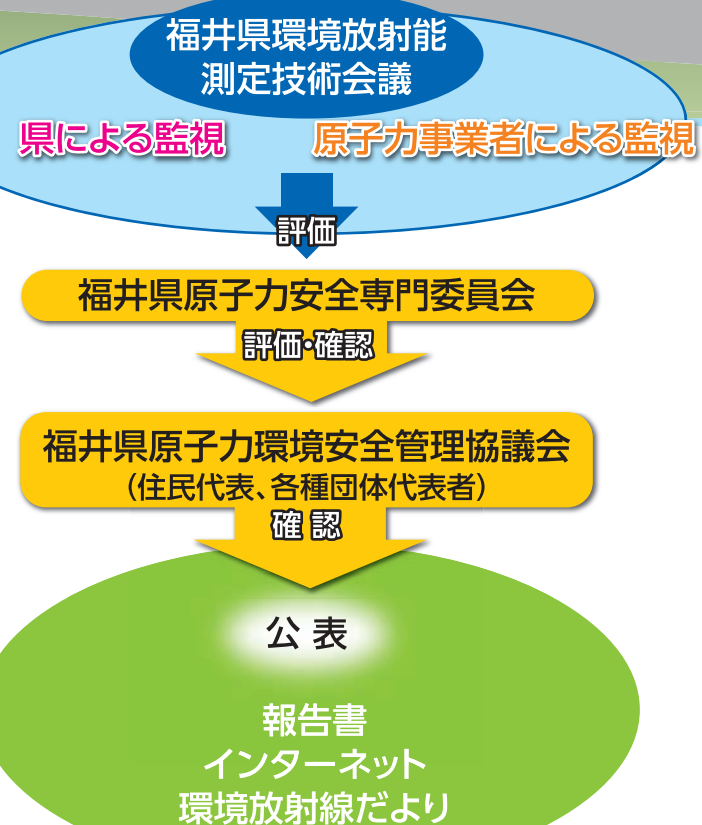 福井県環境放射能
測定技術会議
県による監視 原子力事業者による監視
評価
福井県原子力安全専門委員会
評価・確認
福井県原子力環境安全管理協議会
（住民代表、各種団体代表者）
確 認
公 表
報告書
インターネット
環境放射線だより